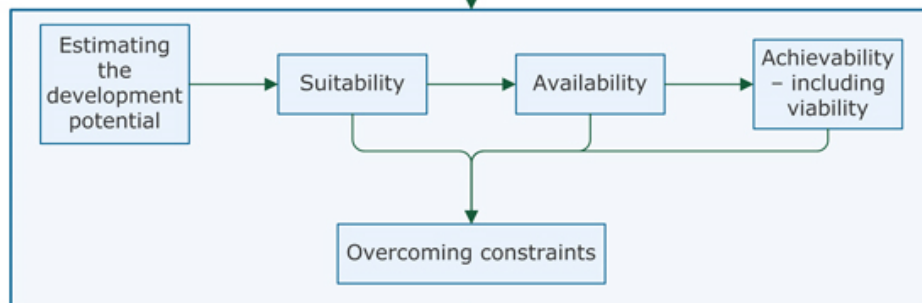 Estimating
the
development
potential
Suitability
Availability
Achievability
– including
viability
Overcoming constraints